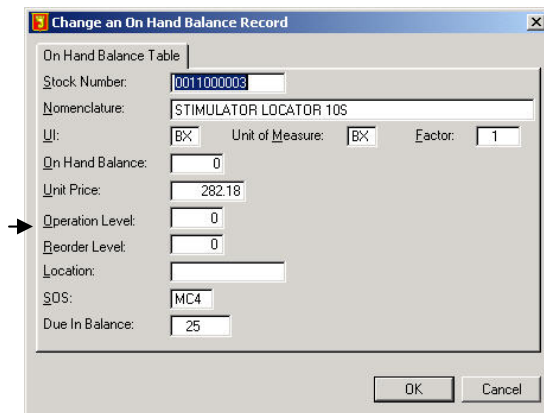 Change an On Hand Balance Record
On Hand Balance Table
Stock Number: 0011000003
Nomenclature: STIMULATOR LOCATOR 10S
UI: BX Unit of Measure: BX Factor: 1
On Hand Balance: 0
Unit Price: 282.18
Operation Level: 0
Reorder Level: 0
Location:
SOS: MC4
Due In Balance: 25
OK Cancel